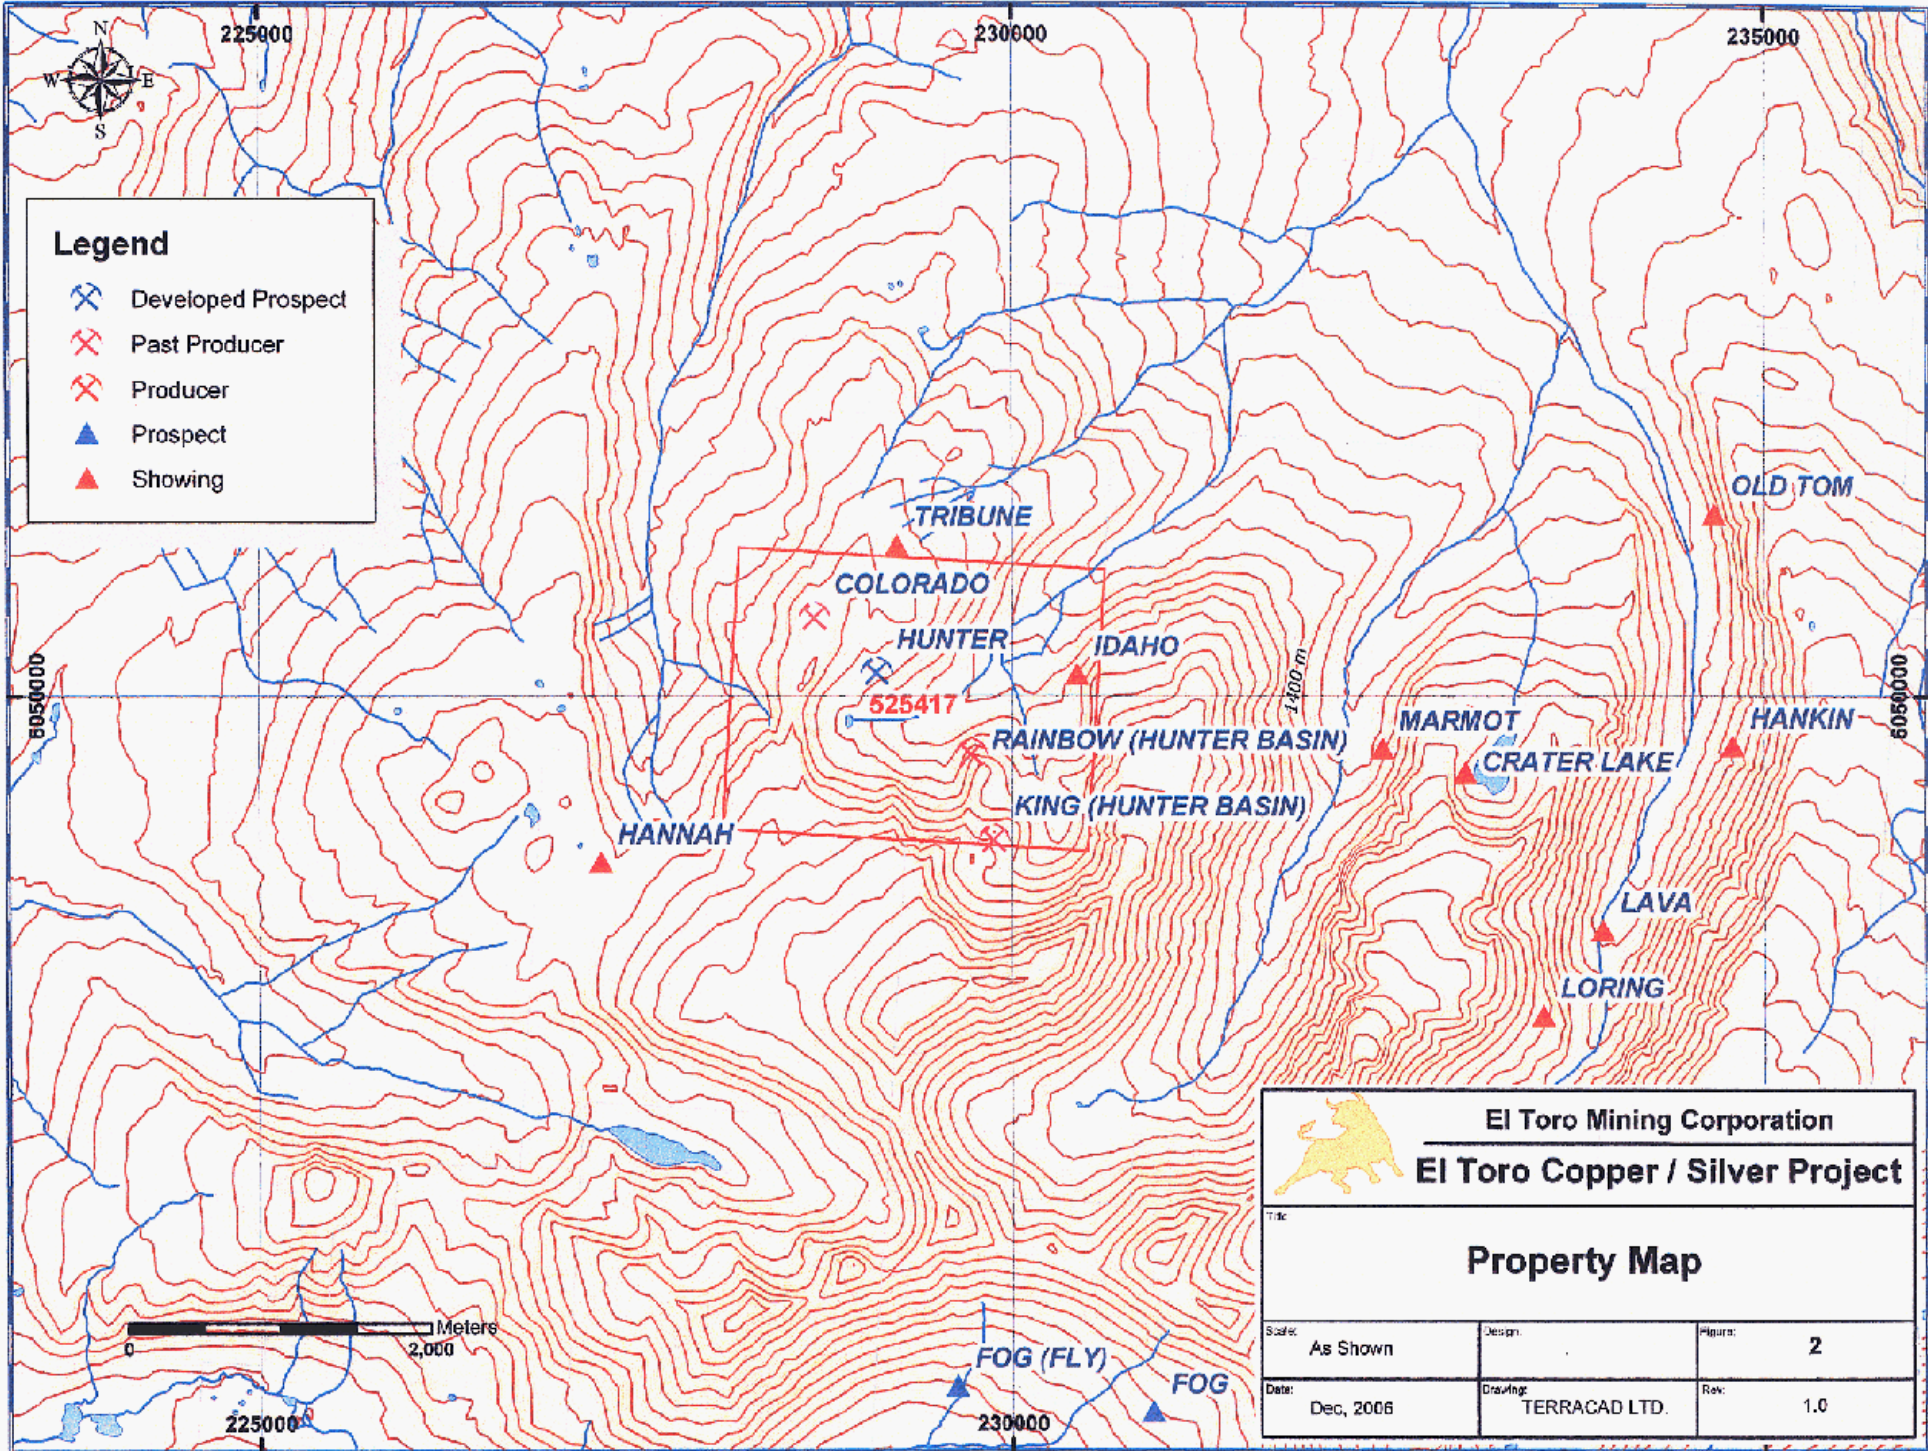 225000
230000
235000
N
W E
S
Legend
Developed Prospect
Past Producer
Producer
Prospect
Showing
OLD TOM
TRIBUNE
COLORADO
HUNTER
IDAHO
6050000
525417
1400 m
6050000
MARMOT
HANKIN
RAINBOW (HUNTER BASIN)
CRATER LAKE
KING (HUNTER BASIN)
HANNAH
LAVA
LORING
El Toro Mining Corporation
El Toro Copper / Silver Project
Title:
Property Map
Meters
0 2,000
Scale: As Shown
Design:
Figure: 2
FOG (FLY)
FOG
Date: Dec, 2006
Drawing: TERRACAD LTD.
Rev: 1.0
225000
230000